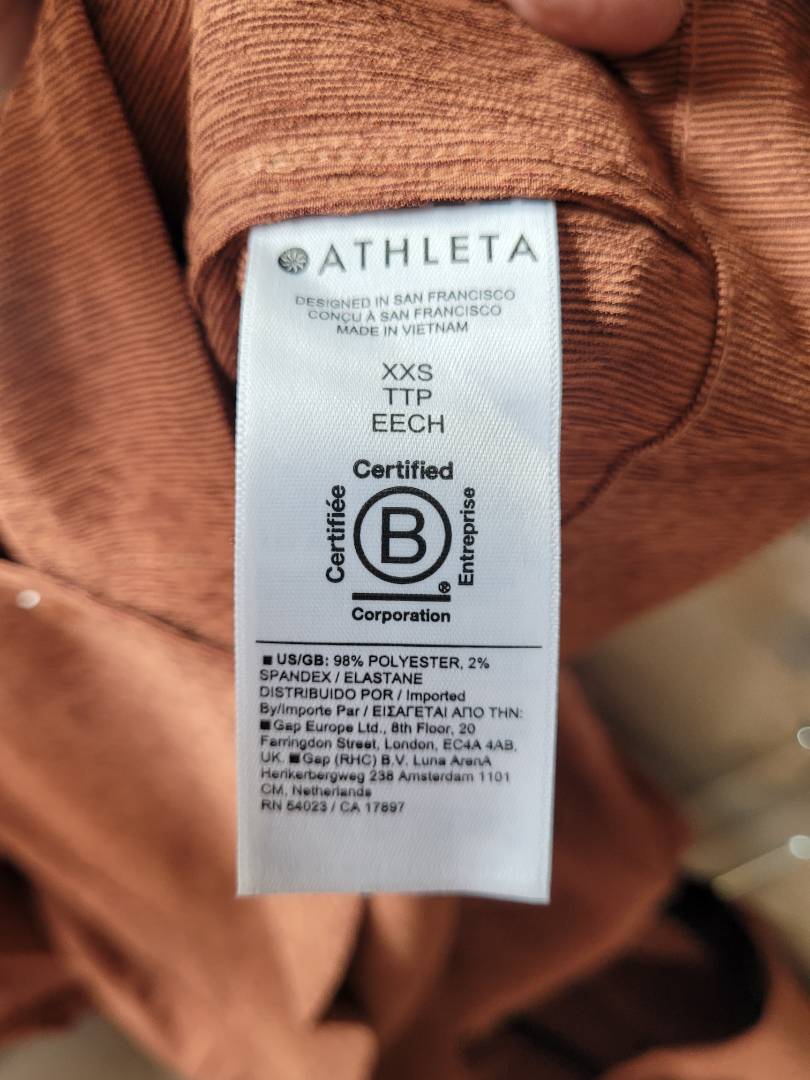 ATHLETA
DESIGNED IN SAN FRANCISCO
CONÇU À SAN FRANCISCO
MADE IN VIETNAM
XXS
TTP
EECH
Certified
Certifiée
B
Entreprise
®
Corporation
■ US/GB: 98% POLYESTER, 2%
SPANDEX / ELASTANE
DISTRIBUIDO POR / Imported
By/Importe Par / ΕΙΣΑΓΕΤΑΙ ΑΠΟ ΤΗΝ:
■ Gap Europe Ltd., 8th Floor, 20
Farringdon Street, London, EC4A 4AB,
UK. ■ Gap (RHC) B.V. Luna ArenA
Herikerbergweg 238 Amsterdam 1101
CM, Netherlands
RN 54023 / CA 17897